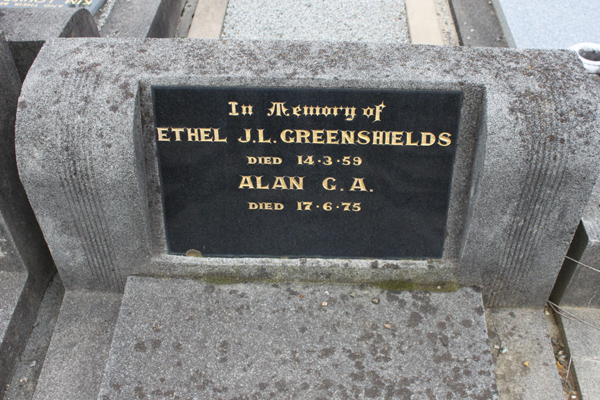 In Memory of
ETHEL J.L. GREENSHIELDS
DIED 14·3·59
ALAN G.A.
DIED 17·6·75